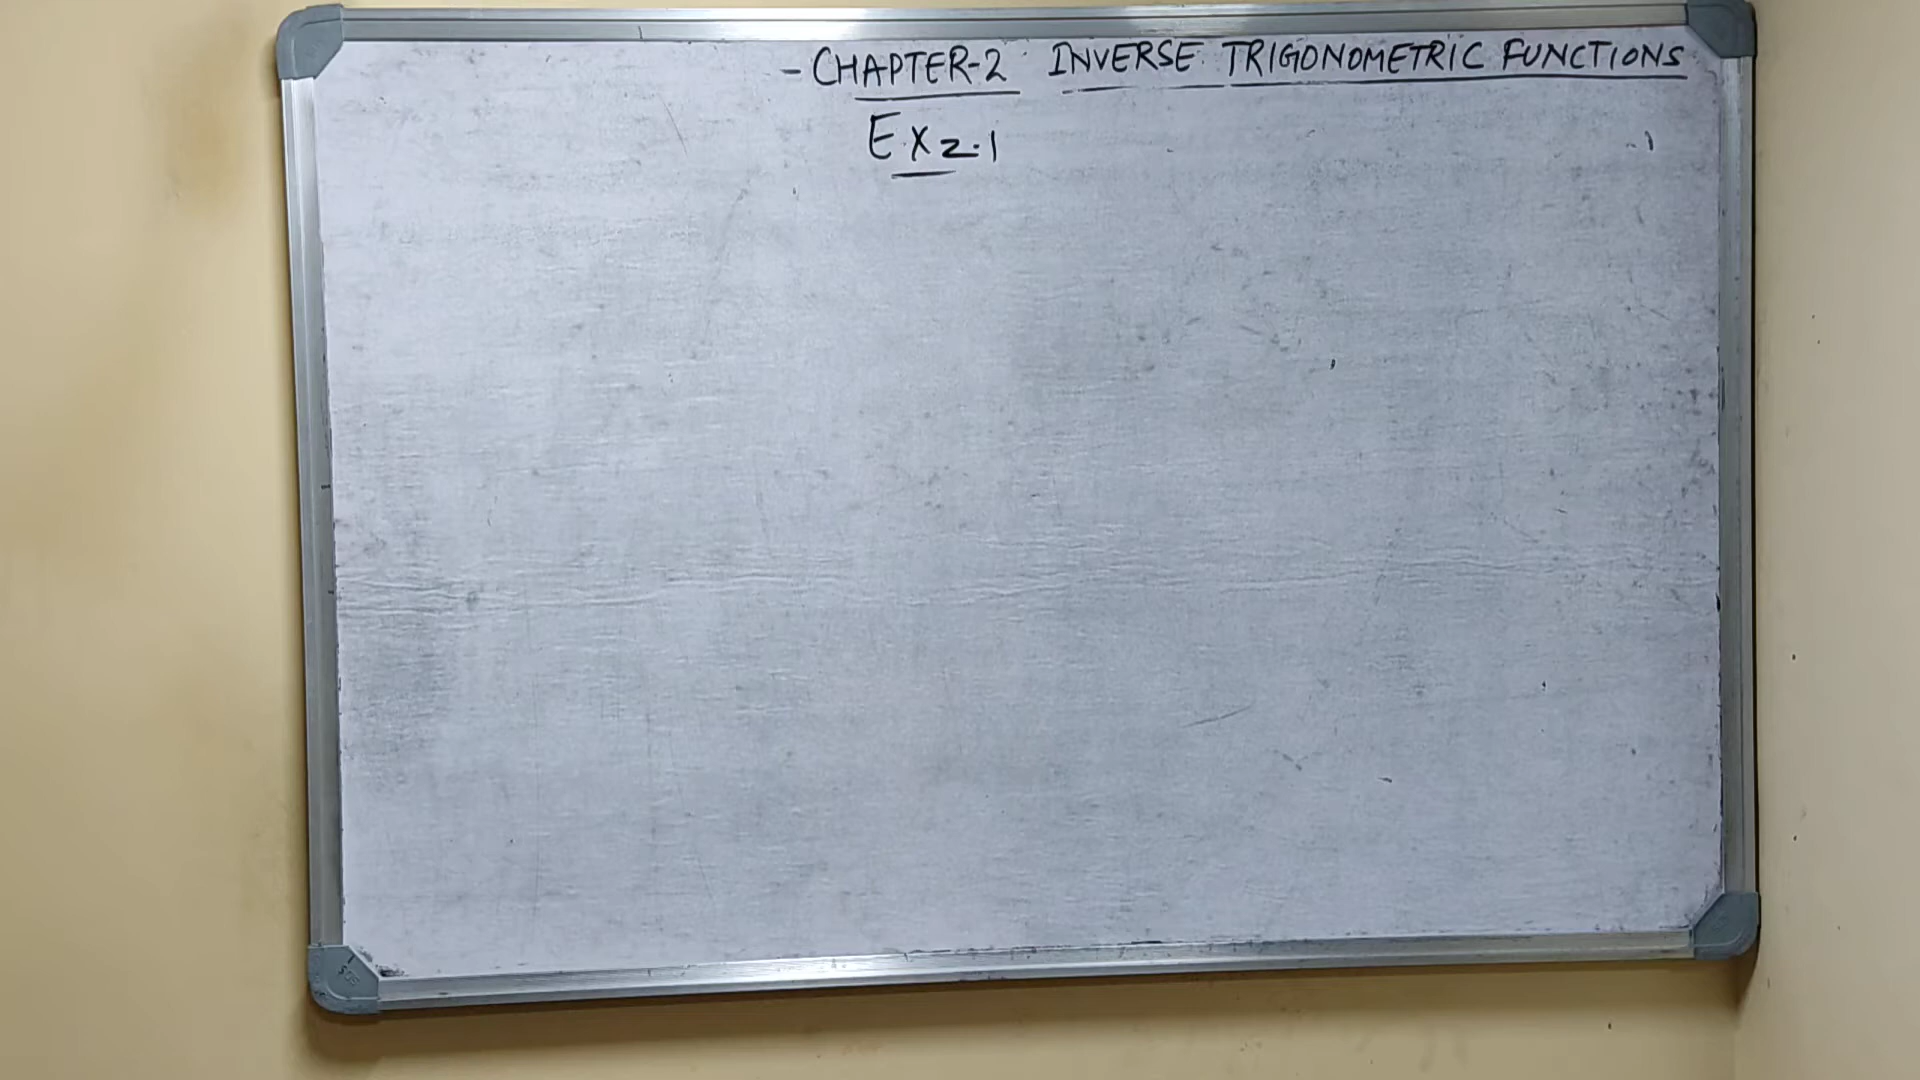 - CHAPTER-2 INVERSE TRIGONOMETRIC FUNCTIONS
Ex 2.1